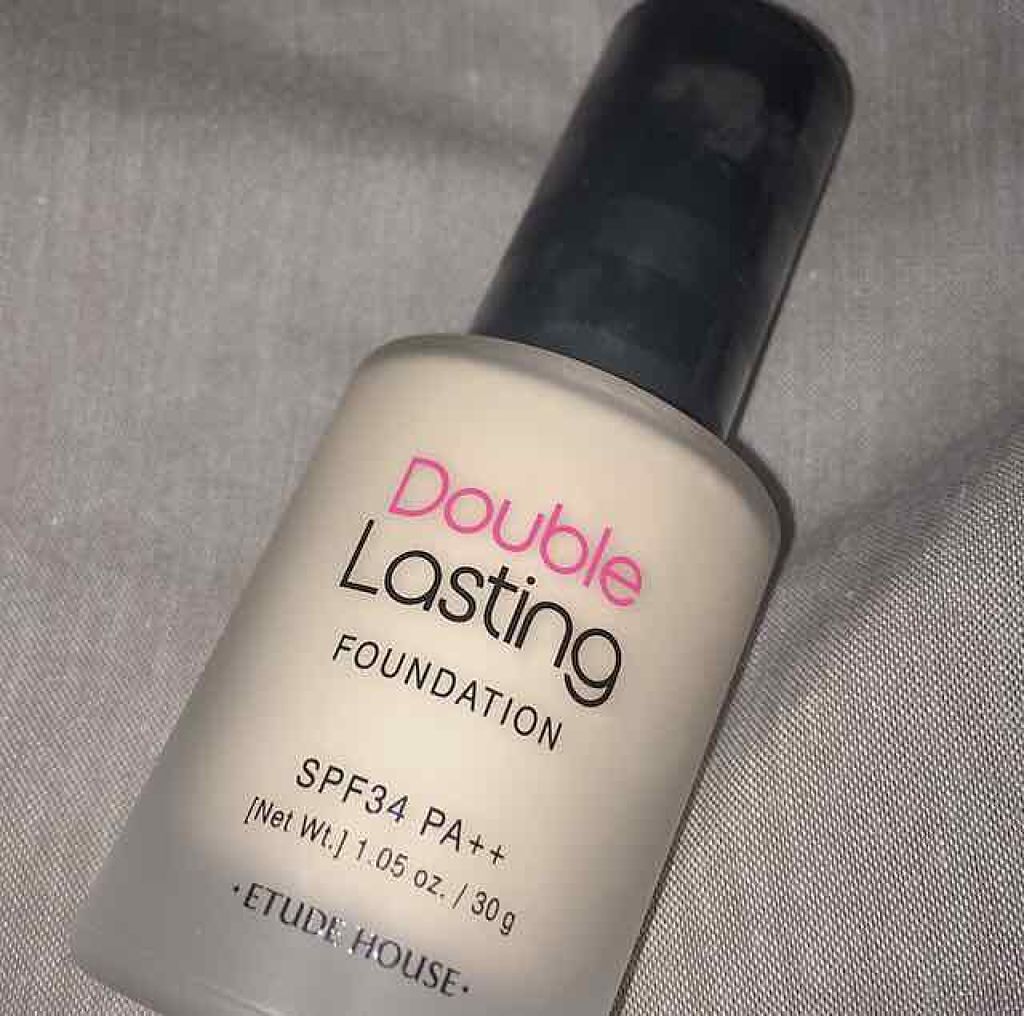 Double
Lasting
FOUNDATION
SPF34 PA++
[Net Wt.] 1.05 oz. / 30 g
·ETUDE HOUSE·